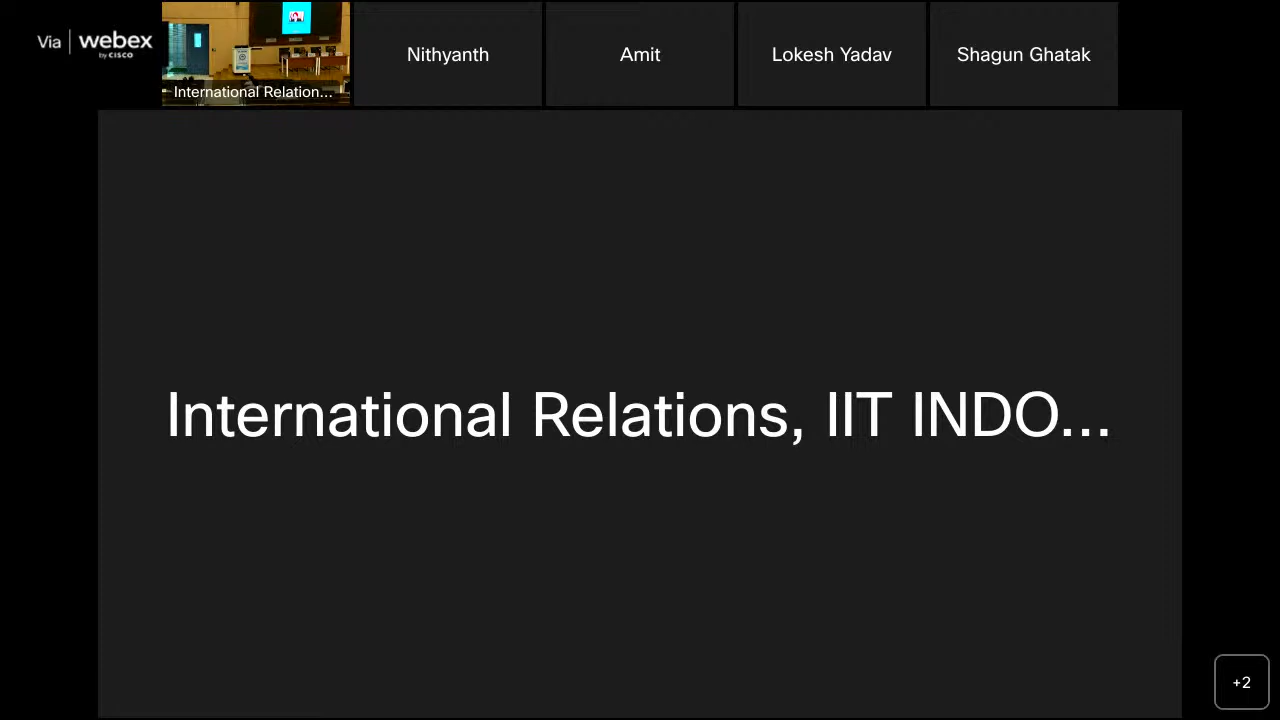 Via webex
by CISCO
International Relation...
Nithyanth
Amit
Lokesh Yadav
Shagun Ghatak
International Relations, IIT INDO...
+2